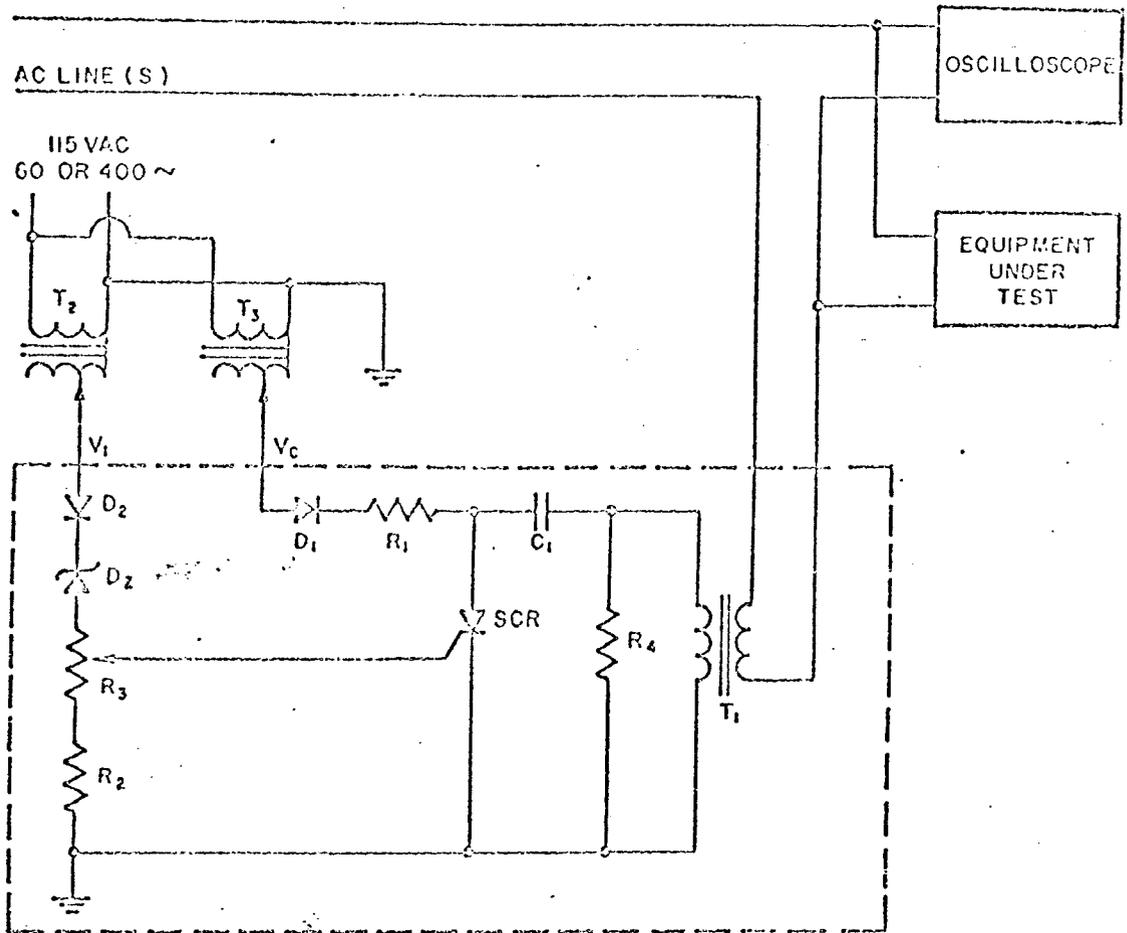 OSCILLOSCOPE
AC LINE (S)
115 VAC
60 OR 400 ~
EQUIPMENT
UNDER
TEST
T2
T3
V1
VC
D2
D1
R1
C1
D2
SCR
R4
R3
T1
R2